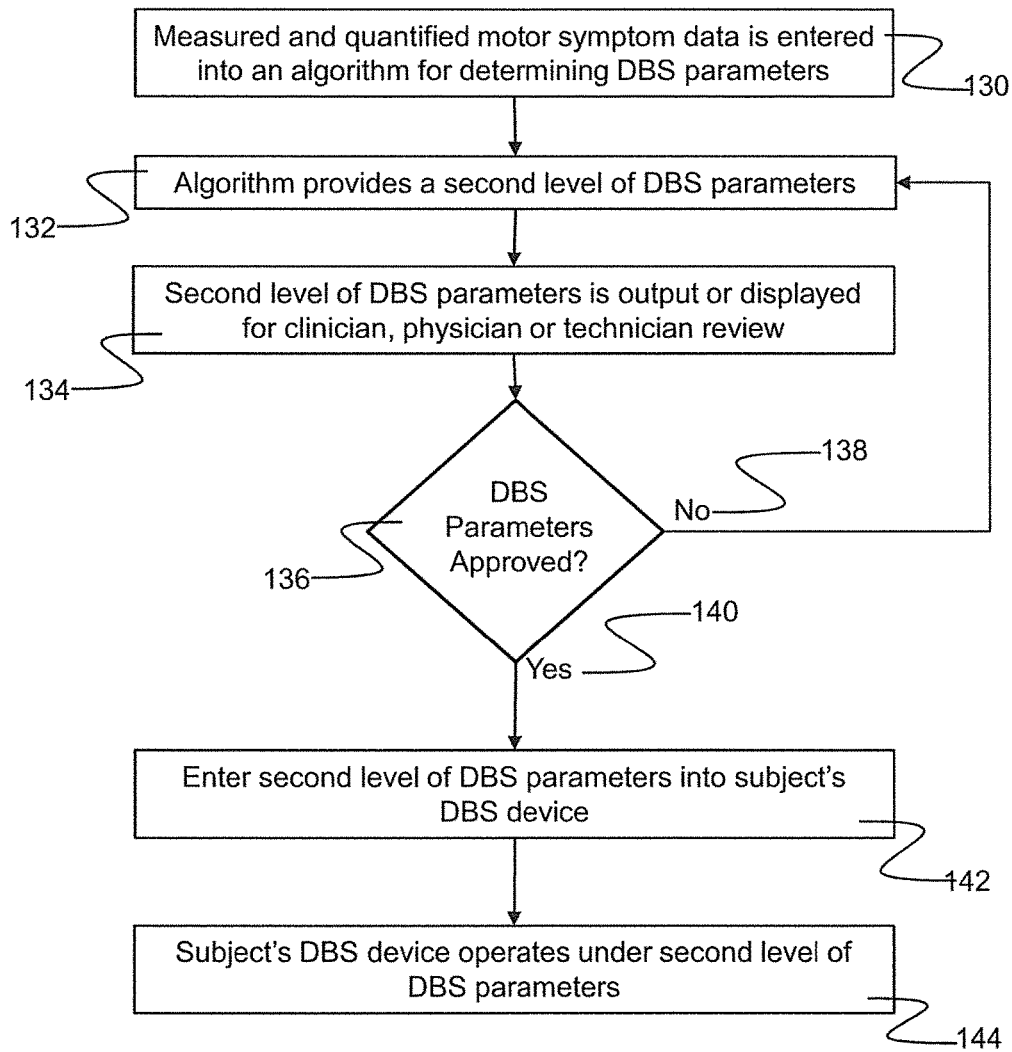 Measured and quantified motor symptom data is entered
into an algorithm for determining DBS parameters
130
Algorithm provides a second level of DBS parameters
132
Second level of DBS parameters is output or displayed
for clinician, physician or technician review
134
138
DBS
Parameters
Approved?
No
136
140
Yes
Enter second level of DBS parameters into subject's
DBS device
142
Subject's DBS device operates under second level of
DBS parameters
144